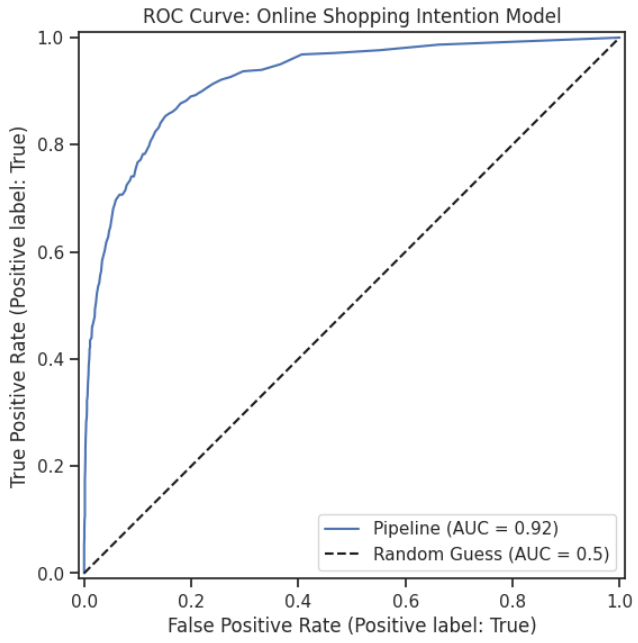 ROC Curve: Online Shopping Intention Model
True Positive Rate (Positive label: True)
1.0
0.8
0.6
0.4
0.2
0.0
Pipeline (AUC = 0.92)
Random Guess (AUC = 0.5)
0.0 0.2 0.4 0.6 0.8 1.0
False Positive Rate (Positive label: True)